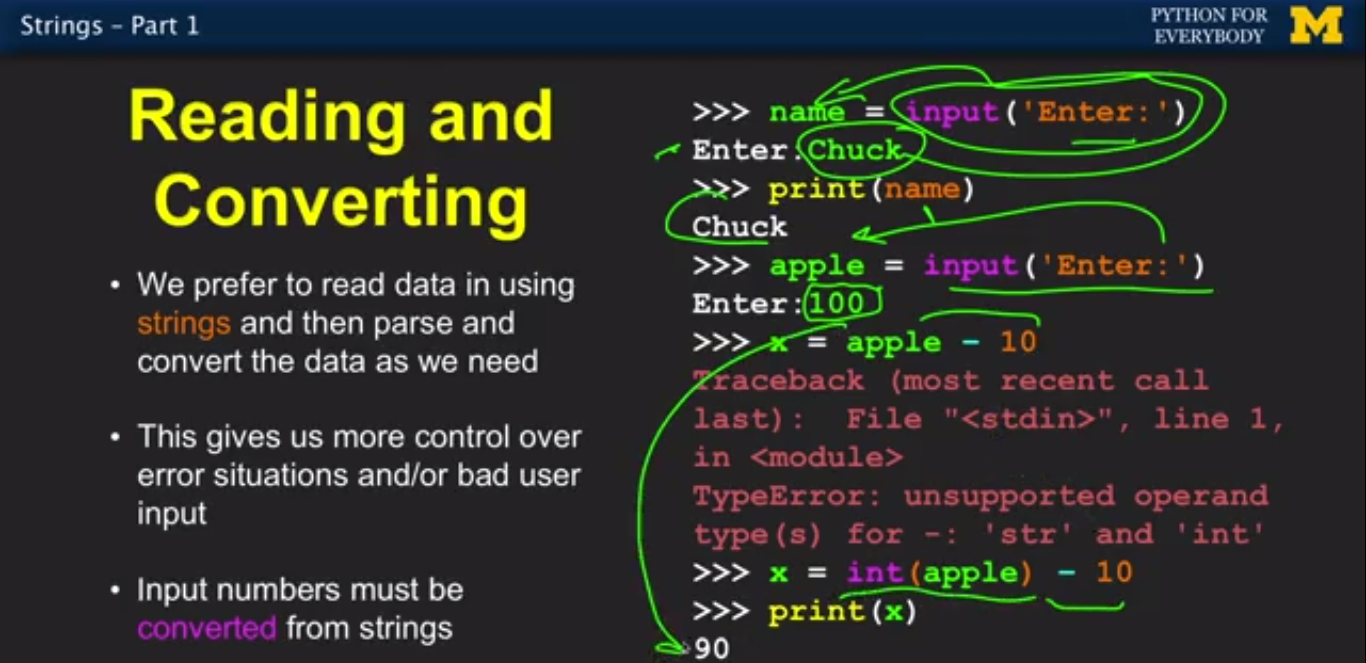 Strings – Part 1
PYTHON FOR
EVERYBODY
M
Reading and
Converting
• We prefer to read data in using
strings and then parse and
convert the data as we need
• This gives us more control over
error situations and/or bad user
input
• Input numbers must be
converted from strings
>>> name = input('Enter:')
Enter:Chuck
>>> print(name)
Chuck
>>> apple = input('Enter:')
Enter:100
>>> x = apple – 10
Traceback (most recent call
last):  File "<stdin>", line 1,
in <module>
TypeError: unsupported operand
type(s) for -: 'str' and 'int'
>>> x = int(apple) – 10
>>> print(x)
90